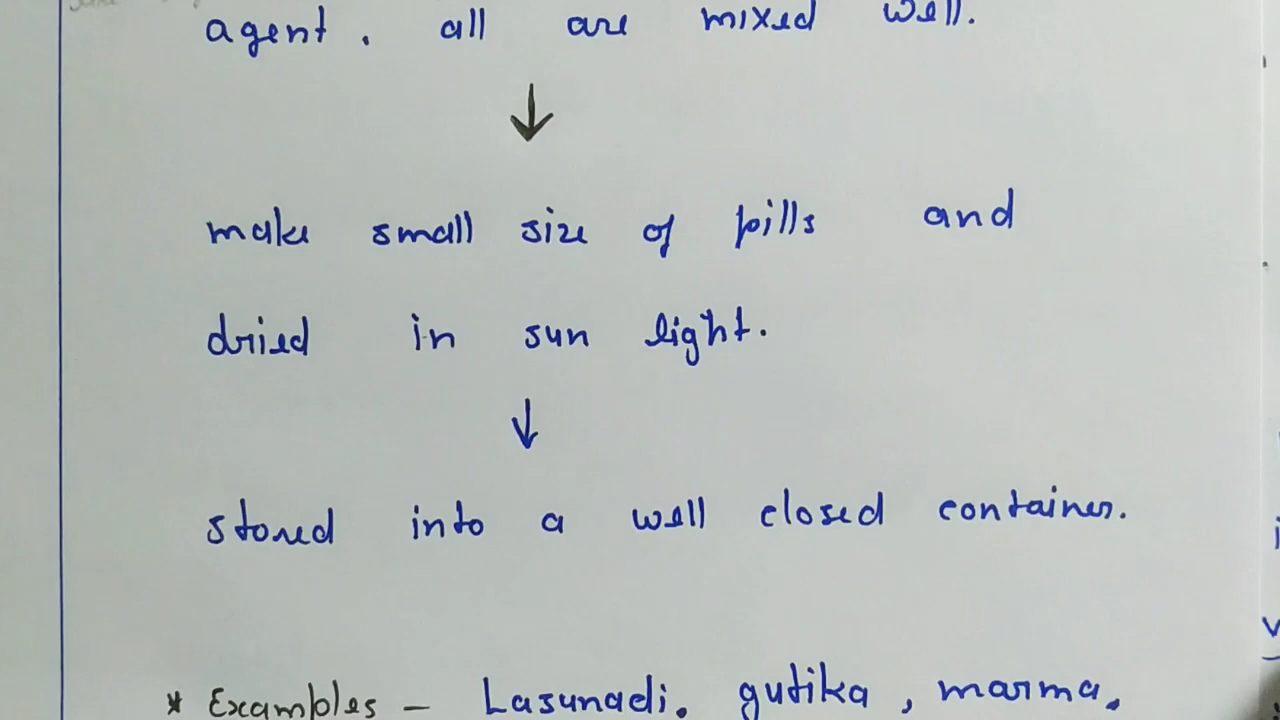 agent. all are mixed well.
↓
make small size of pills and
dried in sun light.
↓
stored into a well closed container.
* Examples - Lasunadi. gutika, marma.